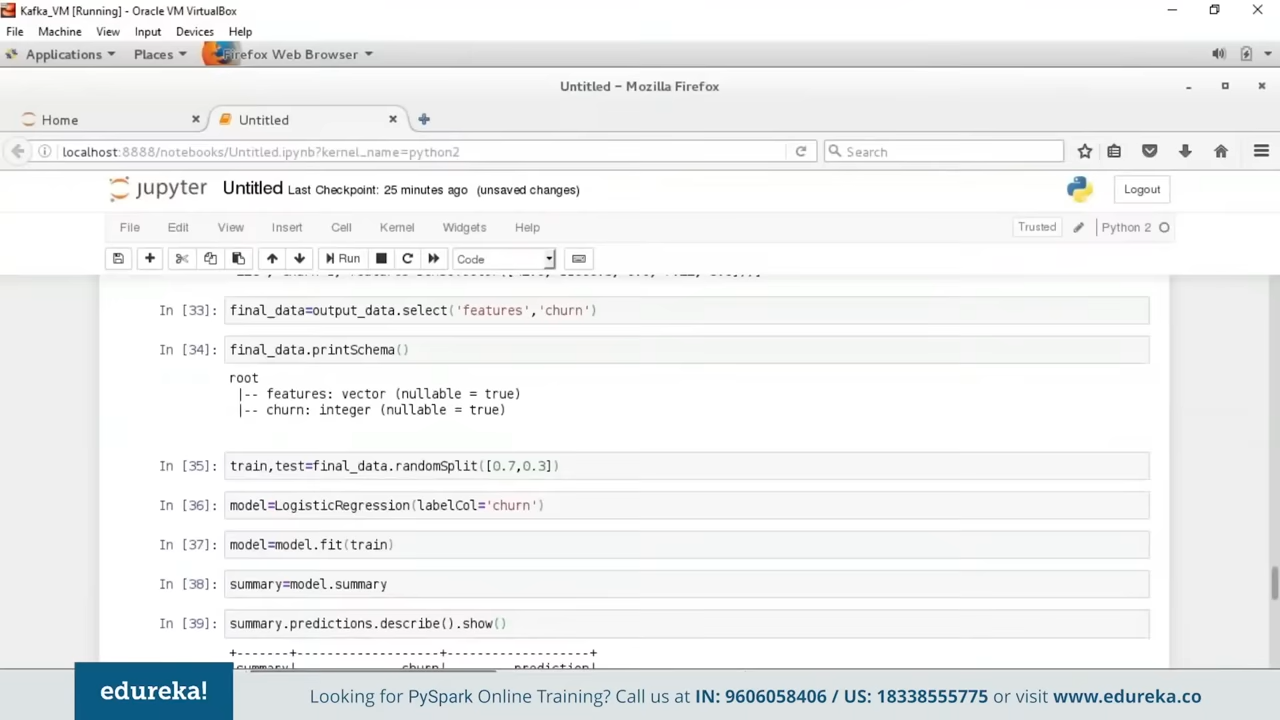 Kafka_VM [Running] - Oracle VM VirtualBox
File Machine View Input Devices Help
Applications Places Firefox Web Browser
Untitled – Mozilla Firefox
Home Untitled
localhost:8888/notebooks/Untitled.ipynb?kernel_name=python2 Search
jupyter Untitled Last Checkpoint: 25 minutes ago (unsaved changes) Logout
File Edit View Insert Cell Kernel Widgets Help Trusted Python 2
Run Code
In [33]: final_data=output_data.select('features','churn')
In [34]: final_data.printSchema()
root
|-- features: vector (nullable = true)
|-- churn: integer (nullable = true)
In [35]: train,test=final_data.randomSplit([0.7,0.3])
In [36]: model=LogisticRegression(labelCol='churn')
In [37]: model=model.fit(train)
In [38]: summary=model.summary
In [39]: summary.predictions.describe().show()
+-------+-------------------+-------------------+
summary| churn| prediction|
edureka! Looking for PySpark Online Training? Call us at IN: 9606058406 / US: 18338555775 or visit www.edureka.co